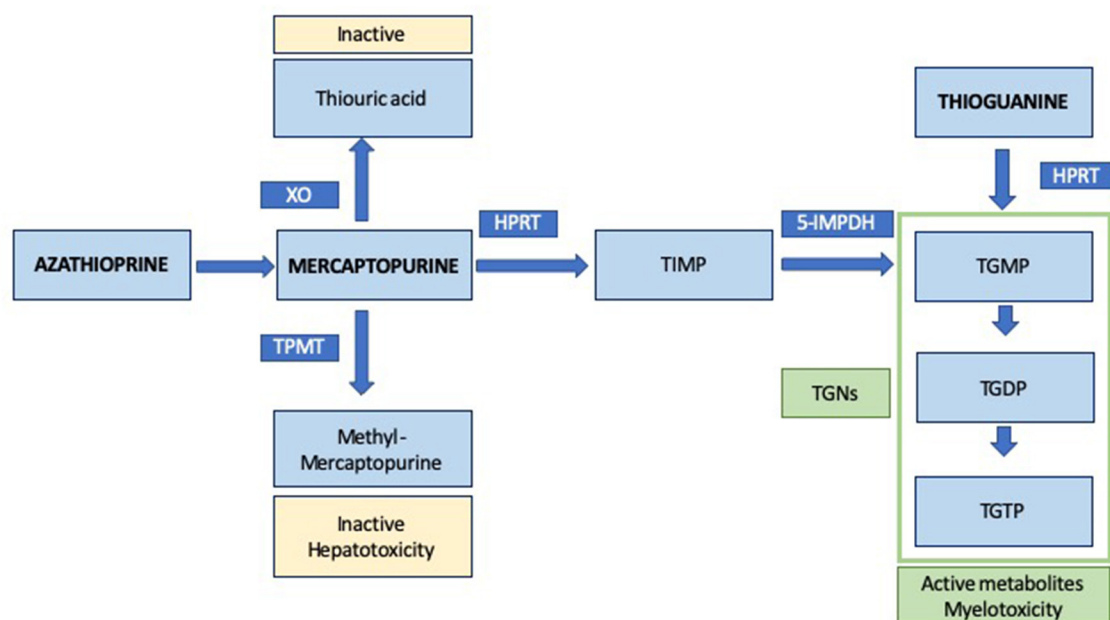 Inactive
Thiouric acid
THIOGUANINE
XO
HPRT
HPRT
5-IMPDH
AZATHIOPRINE
MERCAPTOPURINE
TIMP
TGMP
TPMT
TGNs
TGDP
Methyl-
Mercaptopurine
TGTP
Inactive
Hepatotoxicity
Active metabolites
Myelotoxicity